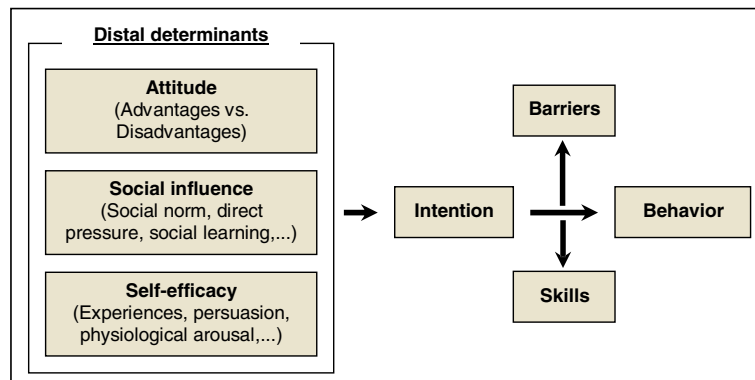 Distal determinants
Attitude
(Advantages vs.
Disadvantages)
Social influence
(Social norm, direct
pressure, social learning,...)
Self-efficacy
(Experiences, persuasion,
physiological arousal,...)
Intention
Barriers
Behavior
Skills